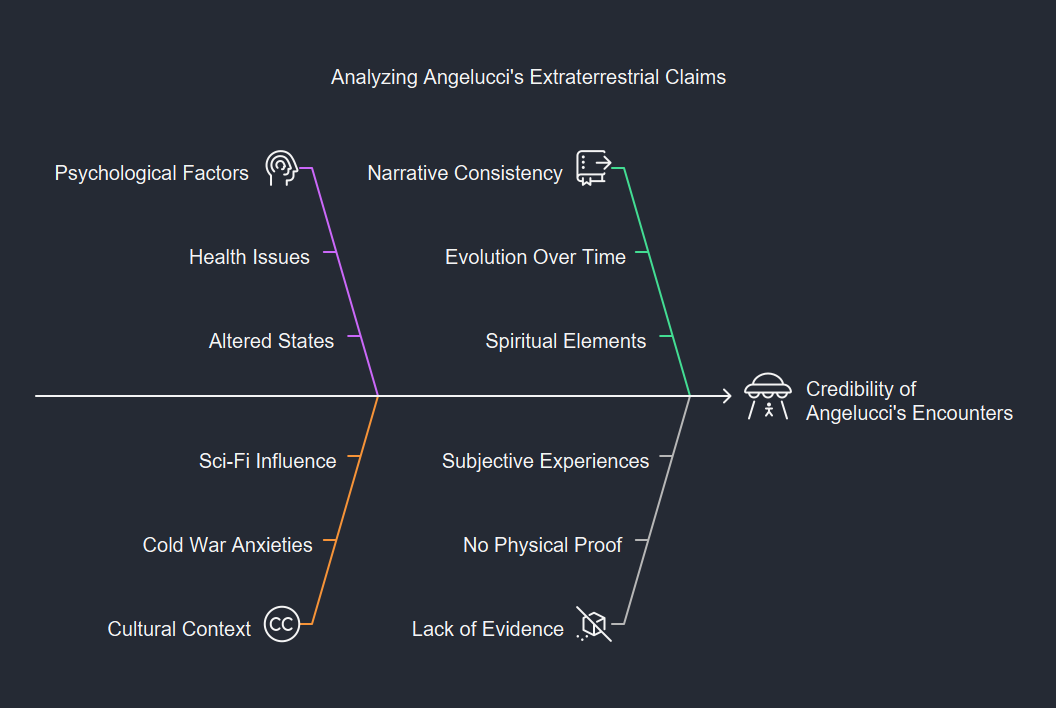 Analyzing Angelucci's Extraterrestrial Claims
Psychological Factors
Narrative Consistency
Health Issues
Evolution Over Time
Altered States
Spiritual Elements
Credibility of
Angelucci's Encounters
Sci-Fi Influence
Subjective Experiences
Cold War Anxieties
No Physical Proof
Cultural Context
CC
Lack of Evidence